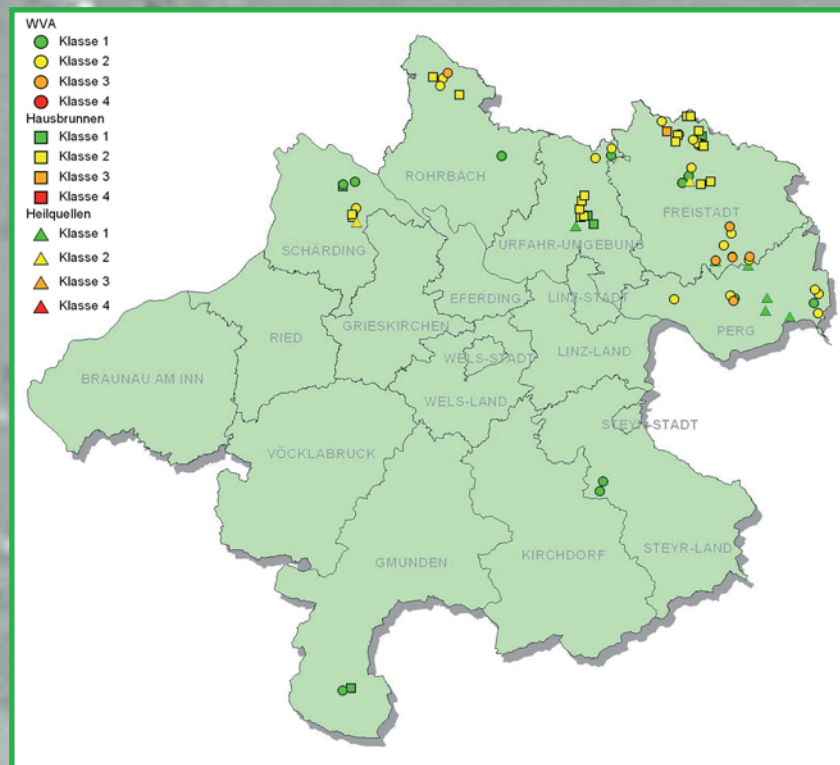 WVA
Klasse 1
Klasse 2
Klasse 3
Klasse 4
Hausbrunnen
Klasse 1
Klasse 2
Klasse 3
Klasse 4
Heilquellen
Klasse 1
Klasse 2
Klasse 3
Klasse 4
ROHRBACH
FREISTADT
SCHÄRDING
URFAHR-UMGEBUNG
EFERDING
LINZ-STADT
GRIESKIRCHEN
PERG
RIED
WELS-STADT
LINZ-LAND
BRAUNAU AM INN
WELS-LAND
STEYR-STADT
VÖCKLABRUCK
GMUNDEN
KIRCHDORF
STEYR-LAND